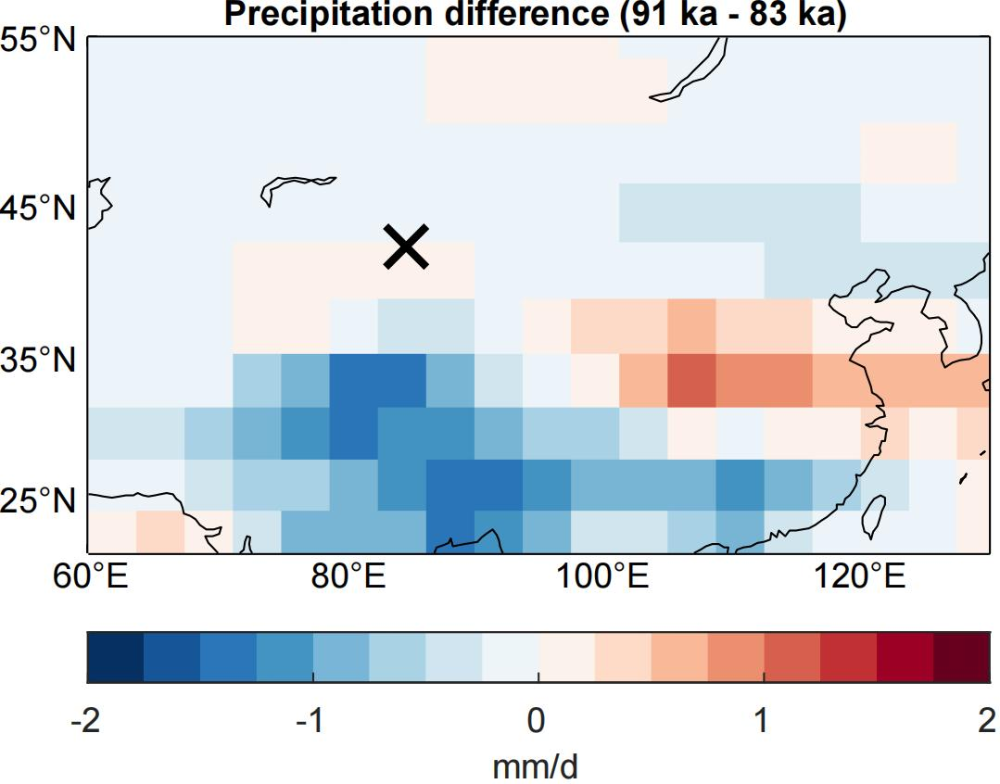 Precipitation difference (91 ka - 83 ka)
55°N
45°N
35°N
25°N
60°E 80°E 100°E 120°E
-2 -1 0 1 2
mm/d